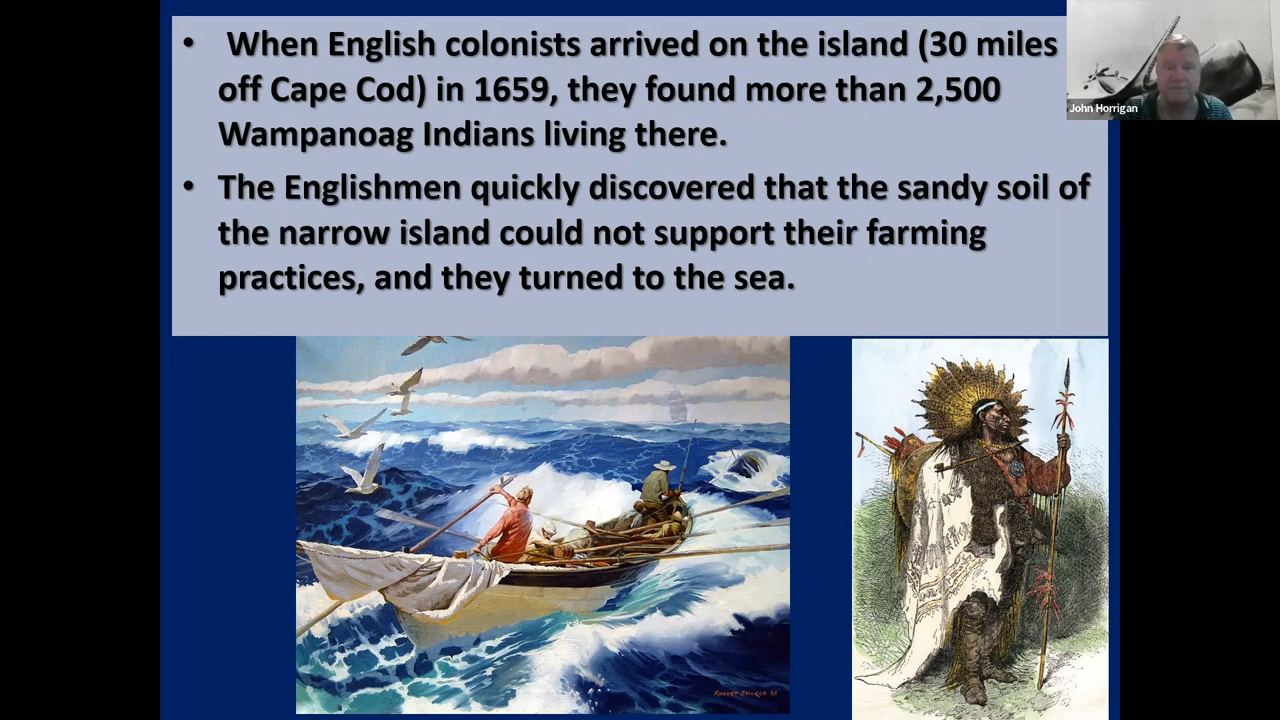 • When English colonists arrived on the island (30 miles
off Cape Cod) in 1659, they found more than 2,500
Wampanoag Indians living there.
• The Englishmen quickly discovered that the sandy soil of
the narrow island could not support their farming
practices, and they turned to the sea.
John Horrigan
ROBERT STICKLE